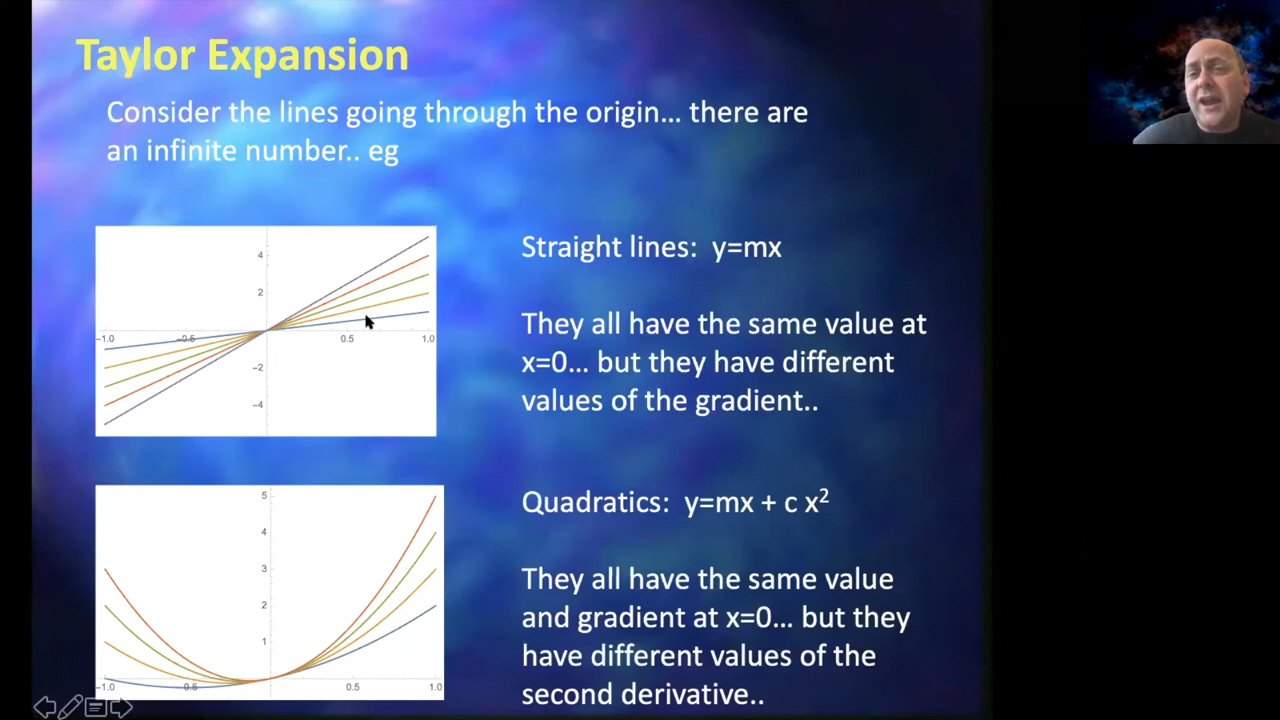 Taylor Expansion
Consider the lines going through the origin... there are
an infinite number.. eg
4
2
-1.0
-0.5
0.5
1.0
-2
-4
Straight lines: y=mx
They all have the same value at
x=0... but they have different
values of the gradient..
5
4
3
2
1
-1.0
0.5
0.5
1.0
Quadratics: y=mx + c x²
They all have the same value
and gradient at x=0... but they
have different values of the
second derivative..